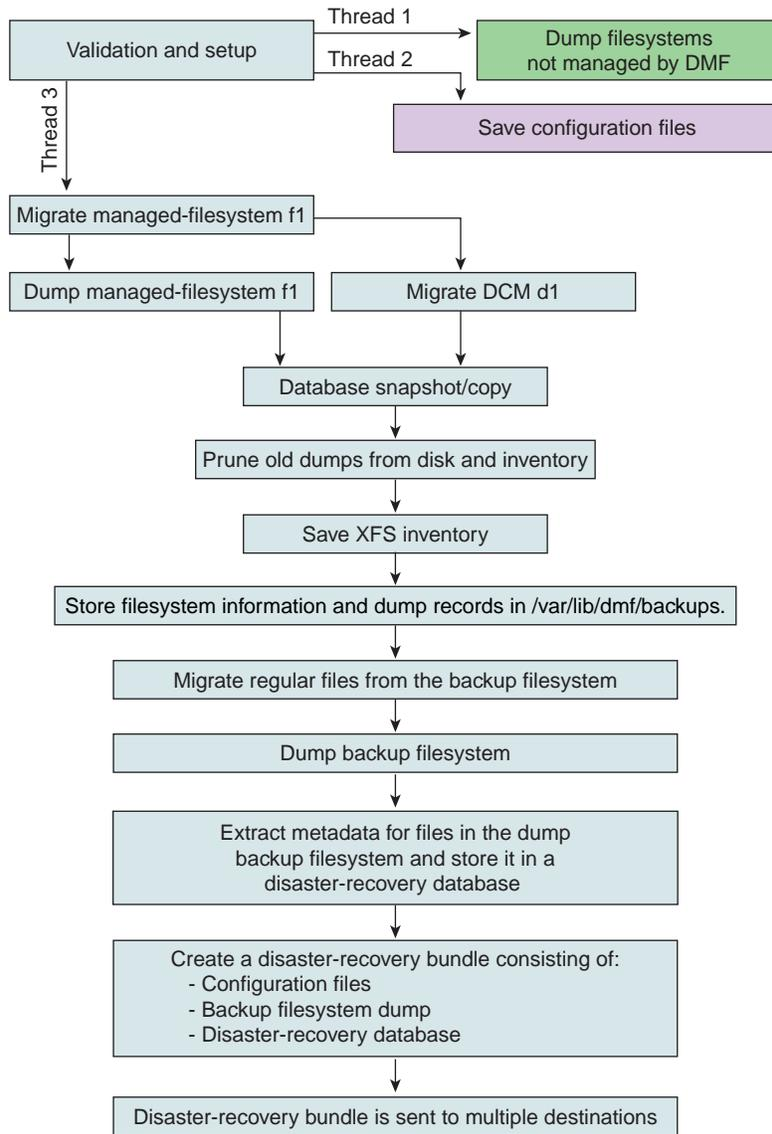 Thread 1
Validation and setup
Dump filesystems
not managed by DMF
Thread 2
Save configuration files
Thread 3
Migrate managed-filesystem f1
Dump managed-filesystem f1
Migrate DCM d1
Database snapshot/copy
Prune old dumps from disk and inventory
Save XFS inventory
Store filesystem information and dump records in /var/lib/dmf/backups.
Migrate regular files from the backup filesystem
Dump backup filesystem
Extract metadata for files in the dump
backup filesystem and store it in a
disaster-recovery database
Create a disaster-recovery bundle consisting of:
- Configuration files
- Backup filesystem dump
- Disaster-recovery database
Disaster-recovery bundle is sent to multiple destinations